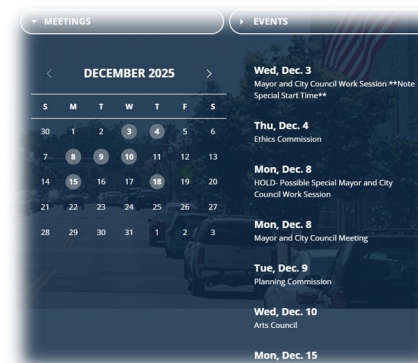 MEETINGS
EVENTS
DECEMBER 2025
S M T W T F S
30 1 2 3 4 5 6
7 8 9 10 11 12 13
14 15 16 17 18 19 20
21 22 23 24 25 26 27
28 29 30 31 1 2 3
Wed, Dec. 3
Mayor and City Council Work Session **Note
Special Start Time**
Thu, Dec. 4
Ethics Commission
Mon, Dec. 8
HOLD- Possible Special Mayor and City
Council Work Session
Mon, Dec. 8
Mayor and City Council Meeting
Tue, Dec. 9
Planning Commission
Wed, Dec. 10
Arts Council
Mon, Dec. 15